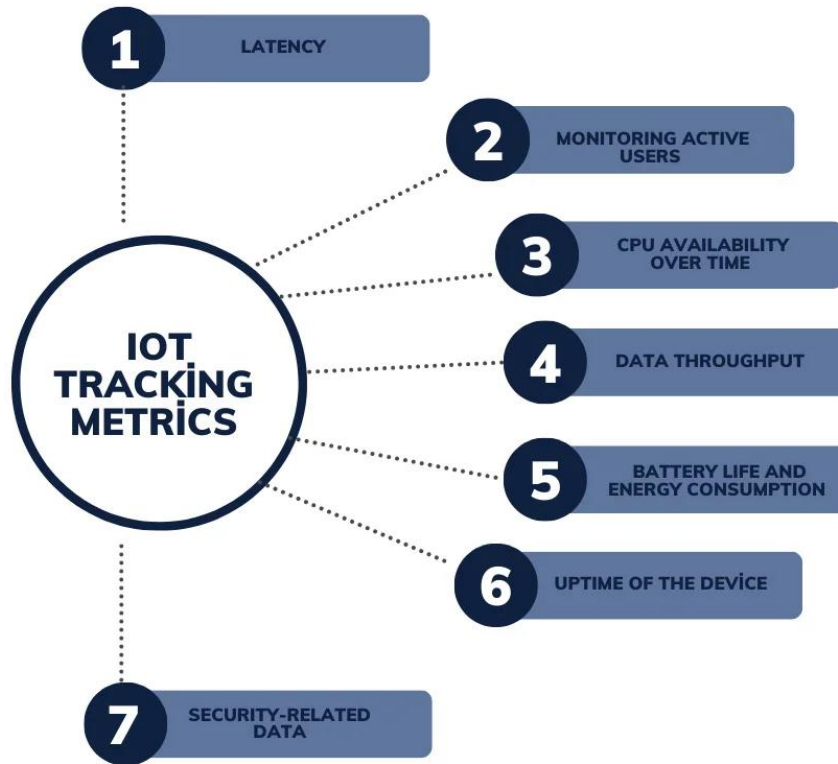 1
LATENCY
2
MONITORING ACTIVE
USERS
3
CPU AVAILABILITY
OVER TIME
IOT
TRACKİNG
METRİCS
4
DATA THROUGHPUT
5
BATTERY LIFE AND
ENERGY CONSUMPTION
6
UPTIME OF THE DEVİCE
7
SECURITY-RELATED
DATA